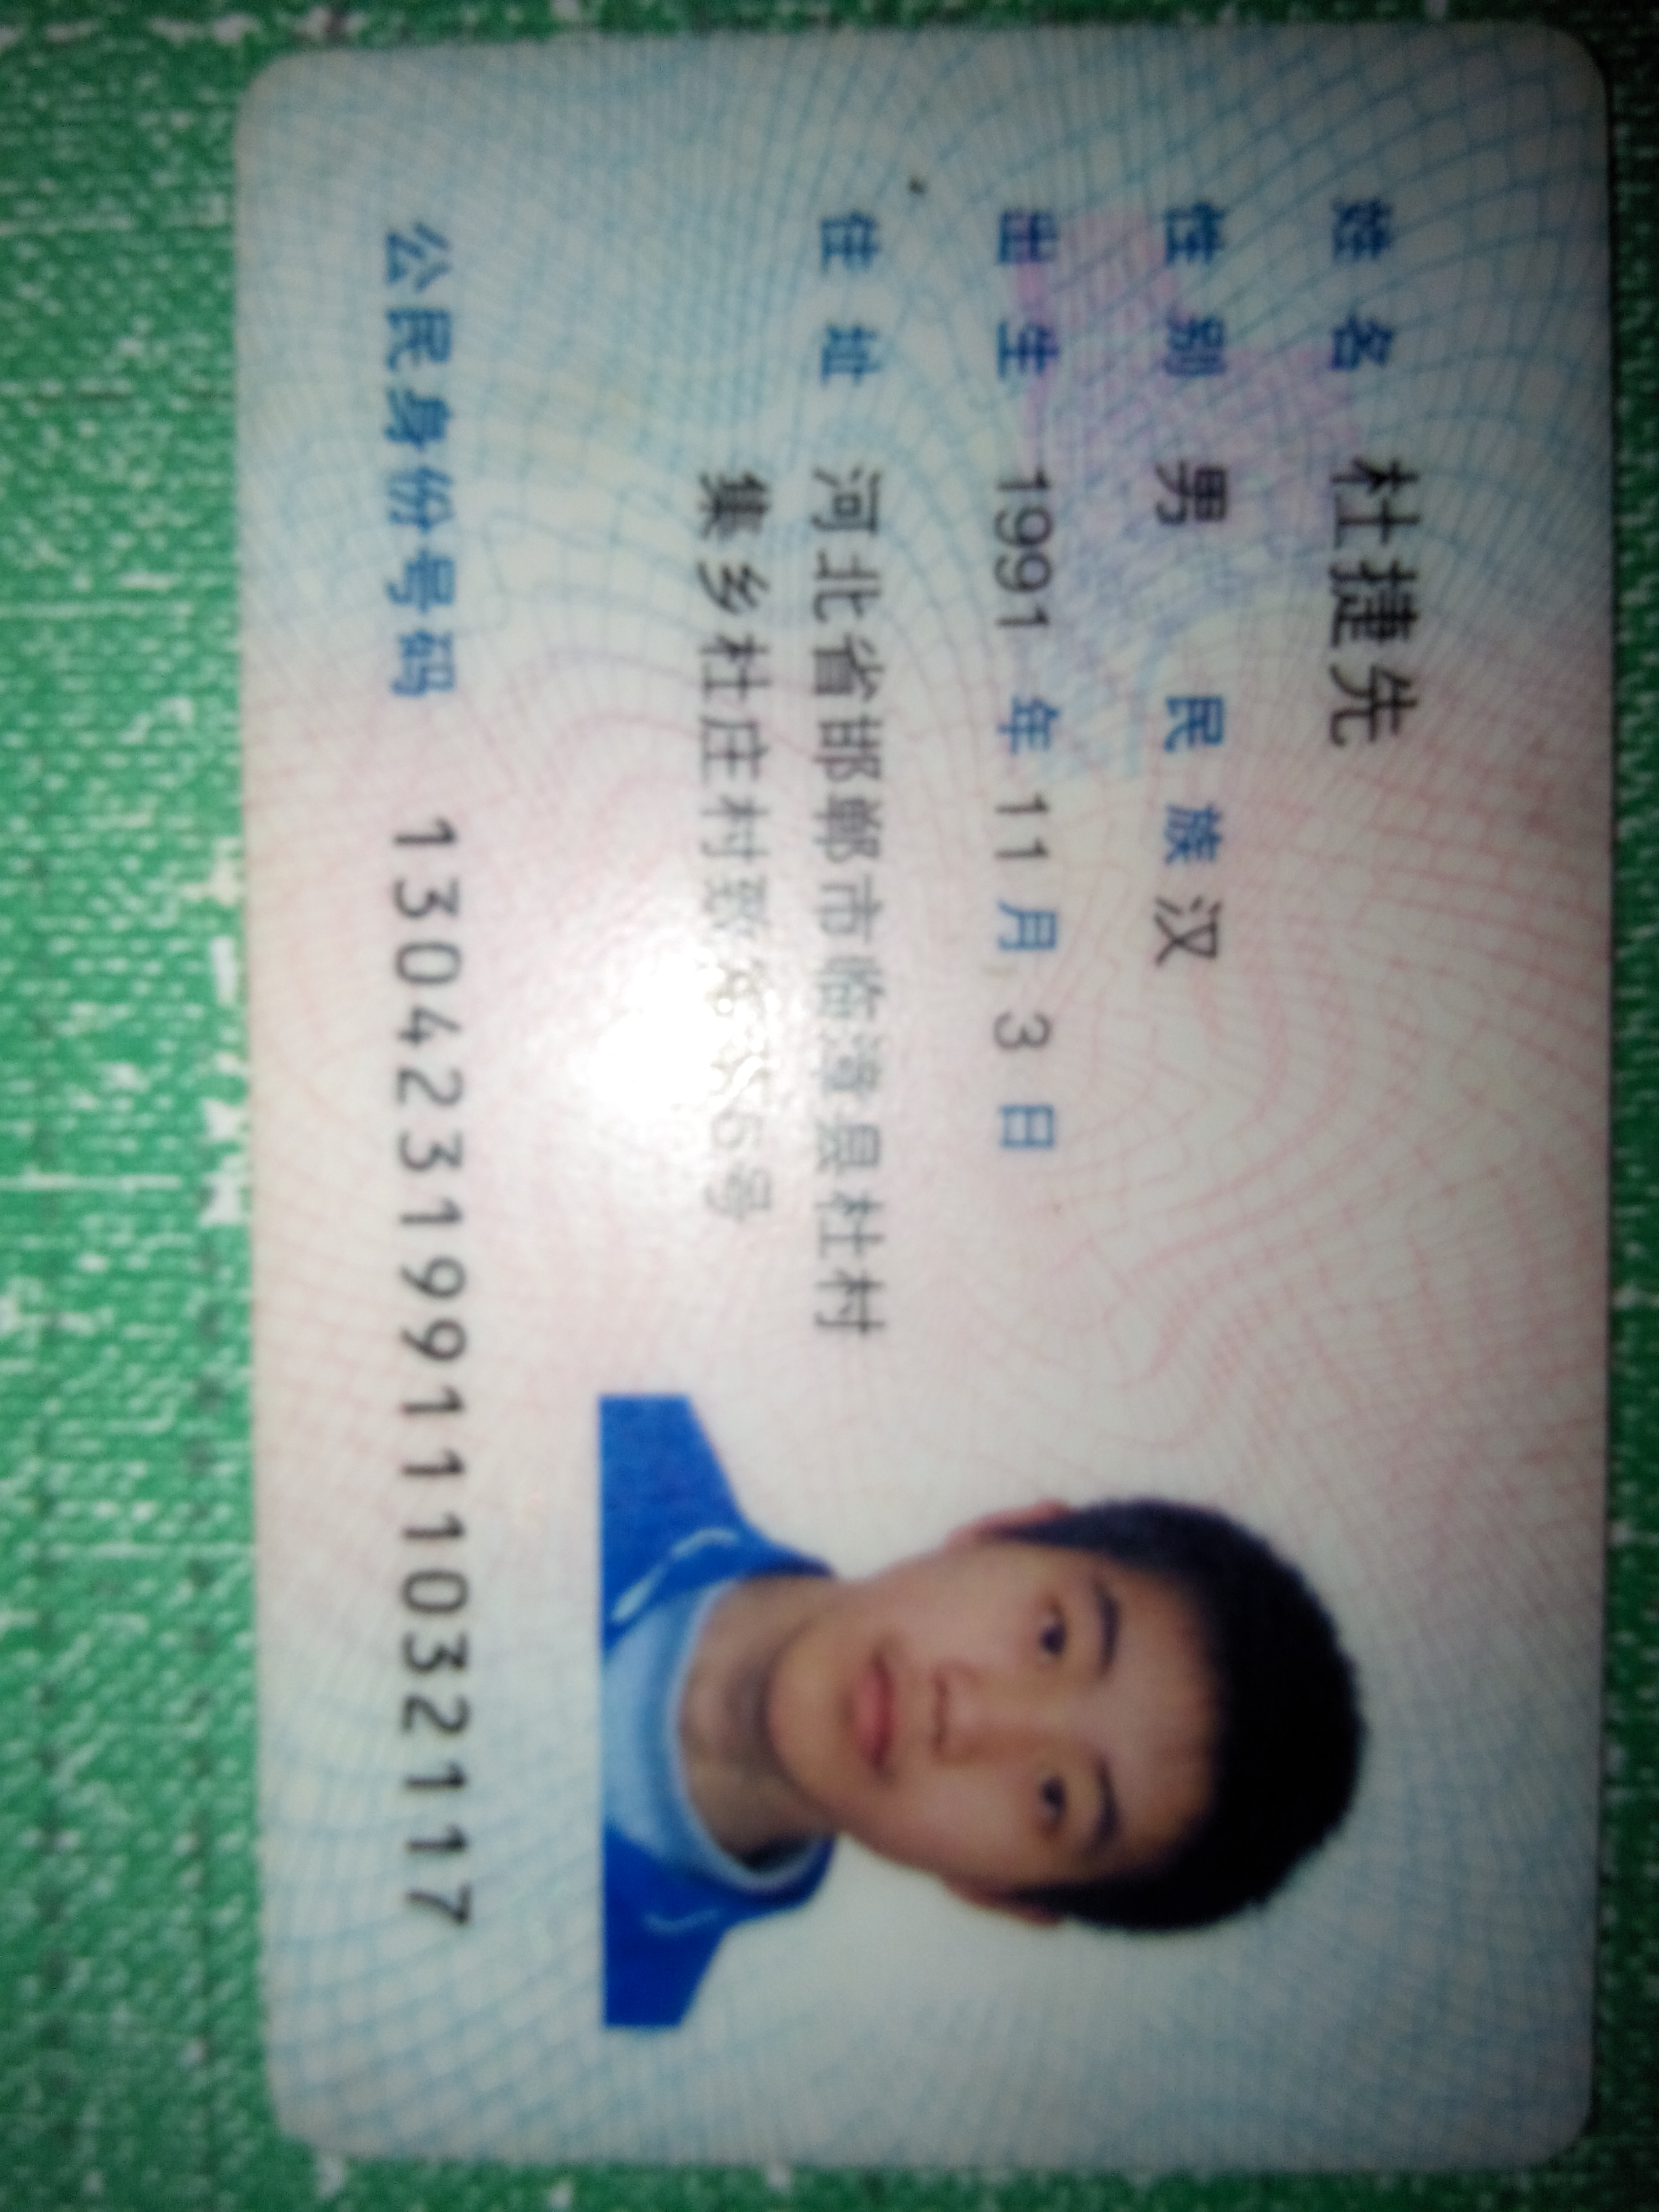 姓名 杜捷先
性别 男 民族 汉
出生 1991 年 11 月 3 日
住址 河北省邯郸市临漳县杜村
集乡杜庄村 6号
公民身份号码 130423199111032117